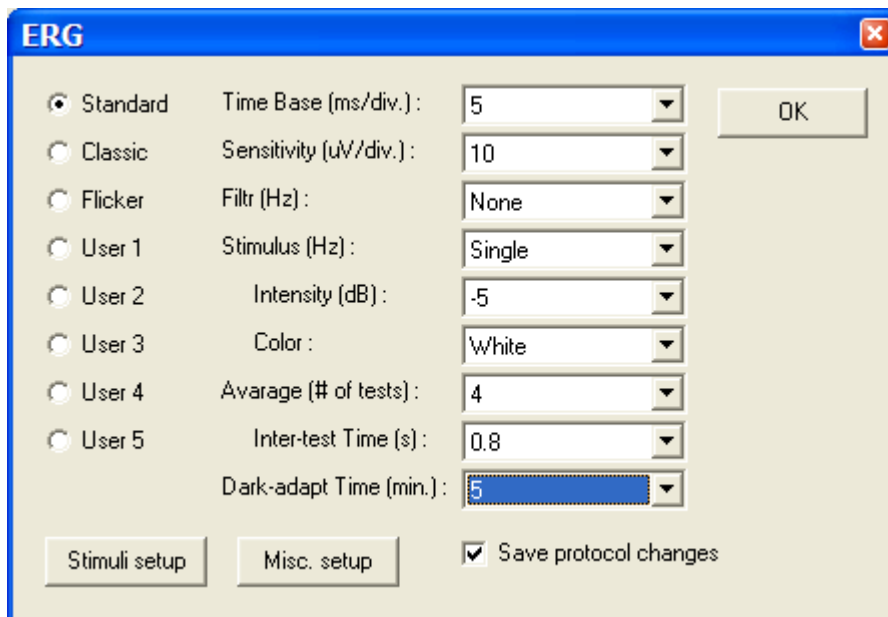 ERG
Standard Time Base (ms/div.) : 5 OK
Classic Sensitivity (uV/div.) : 10
Flicker Filtr (Hz) : None
User 1 Stimulus (Hz) : Single
User 2 Intensity (dB) : -5
User 3 Color : White
User 4 Avarage (# of tests) : 4
User 5 Inter-test Time (s) : 0.8
Dark-adapt Time (min.) : 5
Stimuli setup Misc. setup Save protocol changes